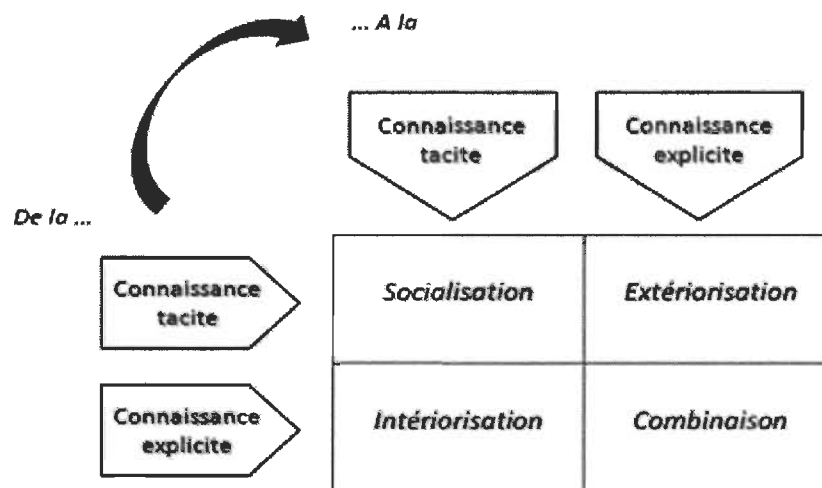 ... A la
Connaissance
tacite
Connaissance
explicite
De la ...
Connaissance
tacite
Socialisation
Extériorisation
Connaissance
explicite
Intériorisation
Combinaison